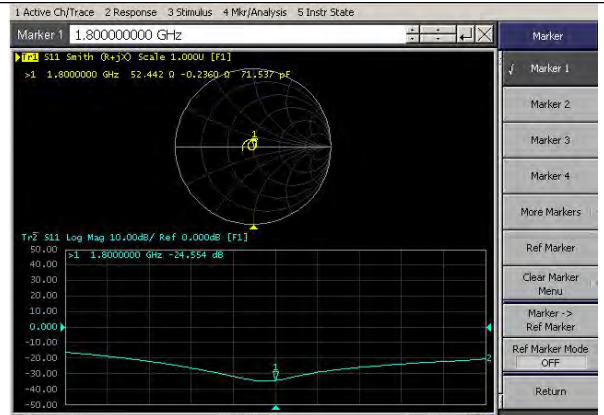 1 Active Ch/Trace 2 Response 3 Stimulus 4 Mkr/Analysis 5 Instr State
Marker 1 1.800000000 GHz
Marker
Tr1 S11 Smith (R+jX) Scale 1.000U [F1]
>1 1.8000000 GHz 52.442 Ω -0.2360 Ω 71.537 pF
1
Marker 1
Marker 2
Marker 3
Marker 4
More Markers
Ref Marker
Clear Marker
Menu
Marker ->
Ref Marker
Ref Marker Mode
OFF
Return
Tr2 S11 Log Mag 10.00dB/ Ref 0.000dB [F1]
50.00
>1 1.8000000 GHz -24.554 dB
40.00
30.00
20.00
10.00
0.000
-10.00
-20.00
2
-30.00
1
-40.00
-50.00